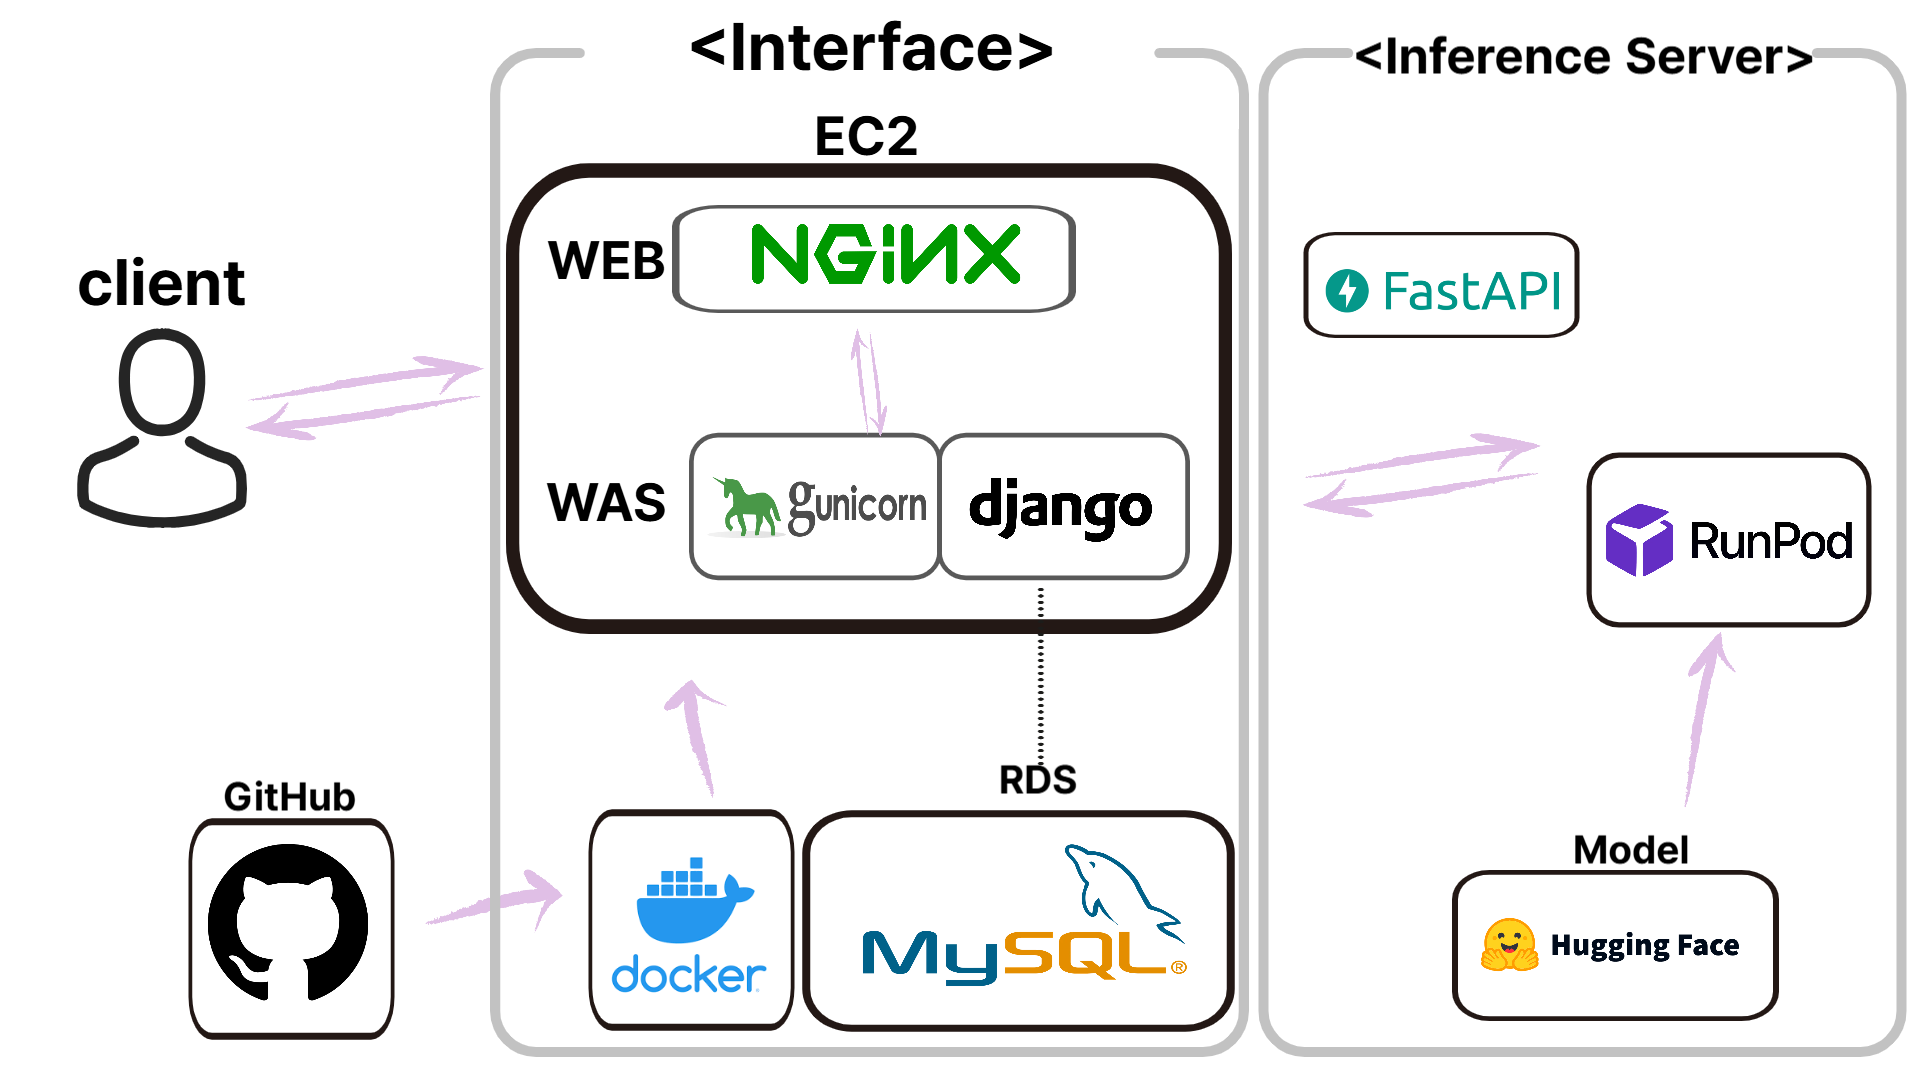 <Interface>
<Inference Server>
EC2
WEB
NGiNX
client
FastAPI
WAS
gunicorn
django
RunPod
RDS
GitHub
docker
MySQL®
Model
Hugging Face